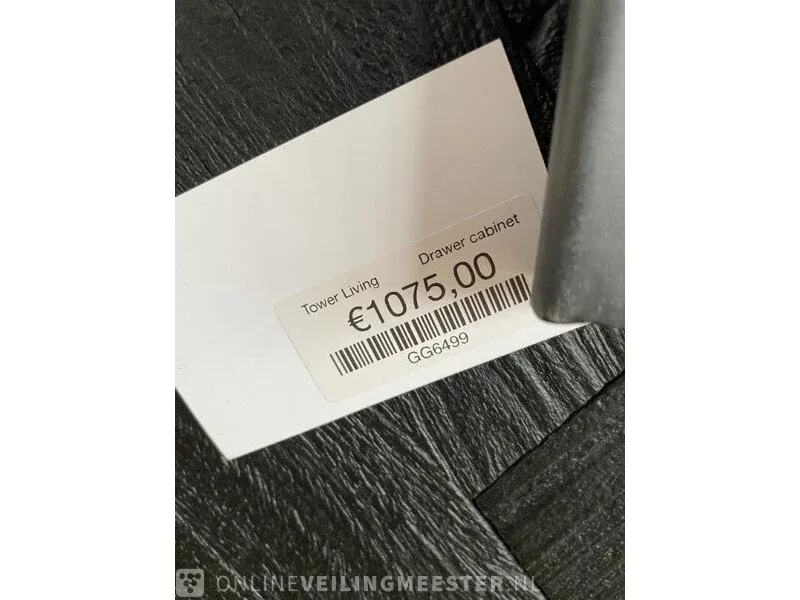 Tower Living Drawer cabinet
€1075,00
GG6499
ONLINEVEILINGMEESTER.NL